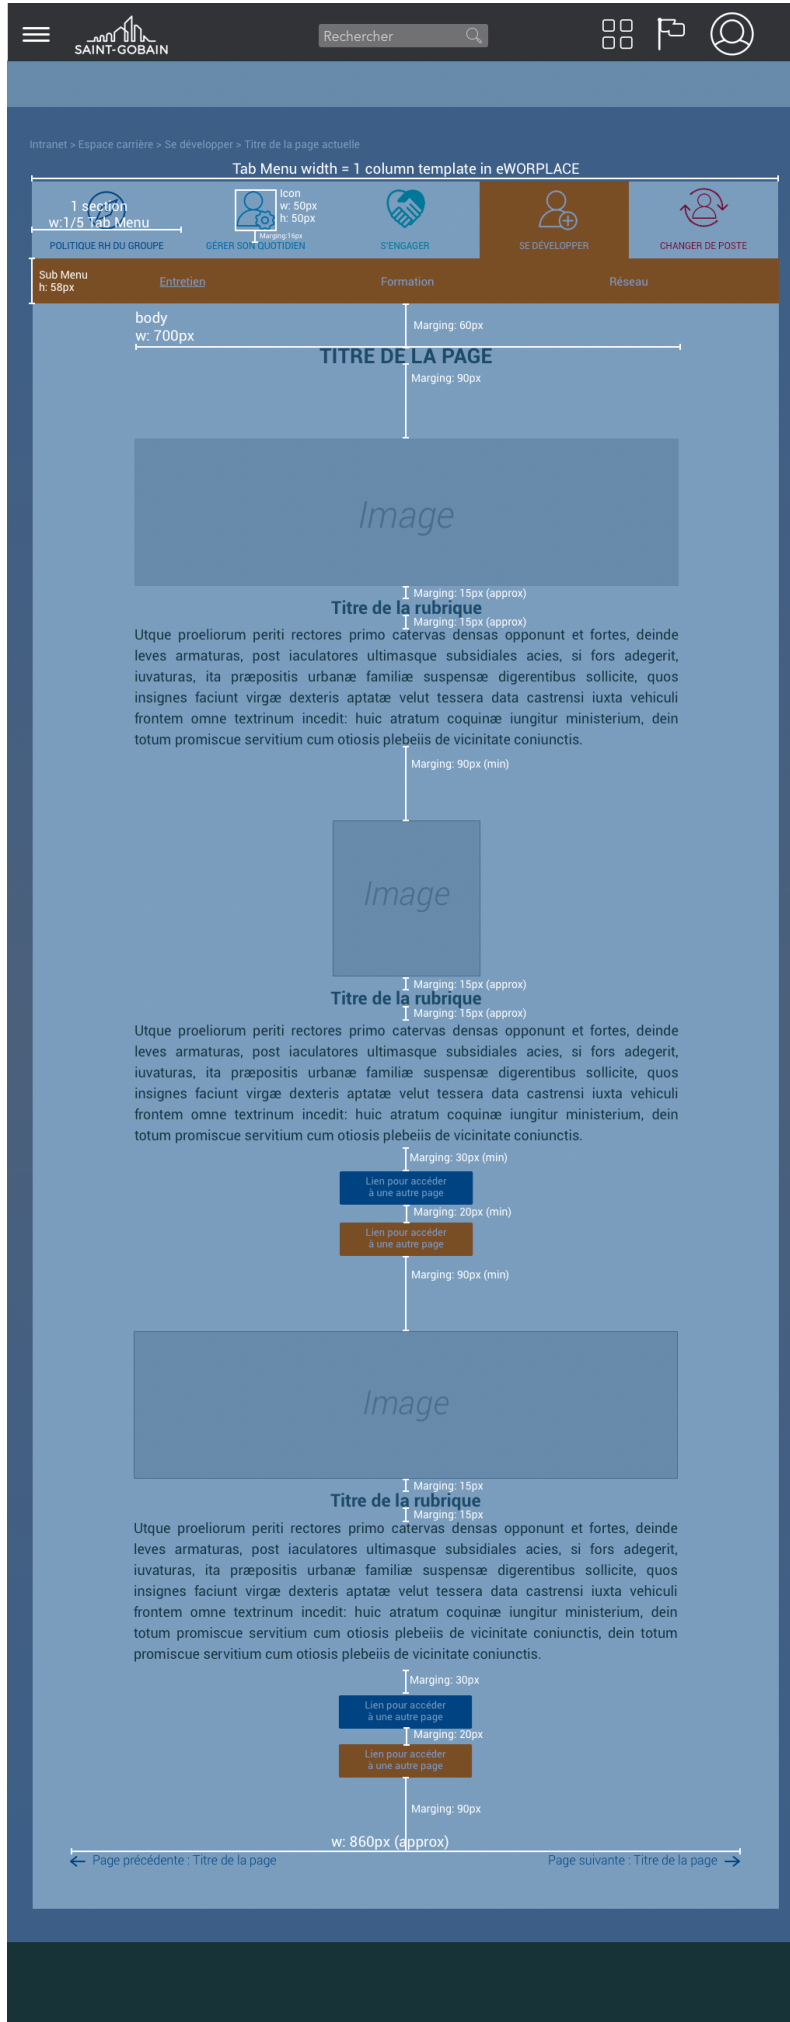 SAINT-GOBAIN
Rechercher
Intranet > Espace carrière > Se développer > Titre de la page actuelle
Tab Menu width = 1 column template in eWORPLACE
1 section
w:1/5 Tab Menu
Icon
w: 50px
h: 50px
Marging:16px
POLITIQUE RH DU GROUPE
GÉRER SON QUOTIDIEN
S'ENGAGER
SE DÉVELOPPER
CHANGER DE POSTE
Sub Menu
h: 58px
Entretien
Formation
Réseau
body
w: 700px
Marging: 60px
TITRE DE LA PAGE
Marging: 90px
Image
Marging: 15px (approx)
Titre de la rubrique
Marging: 15px (approx)
Utque proeliorum periti rectores primo catervas densas opponunt et fortes, deinde
leves armaturas, post iaculatores ultimasque subsidiales acies, si fors adegerit,
iuvaturas, ita præpositis urbanæ familiæ suspensæ digerentibus sollicite, quos
insignes faciunt virgæ dexteris aptatæ velut tessera data castrensi iuxta vehiculi
frontem omne textrinum incedit: huic atratum coquinæ iungitur ministerium, dein
totum promiscue servitium cum otiosis plebeiis de vicinitate coniunctis.
Marging: 90px (min)
Image
Marging: 15px (approx)
Titre de la rubrique
Marging: 15px (approx)
Utque proeliorum periti rectores primo catervas densas opponunt et fortes, deinde
leves armaturas, post iaculatores ultimasque subsidiales acies, si fors adegerit,
iuvaturas, ita præpositis urbanæ familiæ suspensæ digerentibus sollicite, quos
insignes faciunt virgæ dexteris aptatæ velut tessera data castrensi iuxta vehiculi
frontem omne textrinum incedit: huic atratum coquinæ iungitur ministerium, dein
totum promiscue servitium cum otiosis plebeiis de vicinitate coniunctis.
Marging: 30px (min)
Lien pour accéder
à une autre page
Marging: 20px (min)
Lien pour accéder
à une autre page
Marging: 90px (min)
Image
Marging: 15px
Titre de la rubrique
Marging: 15px
Utque proeliorum periti rectores primo catervas densas opponunt et fortes, deinde
leves armaturas, post iaculatores ultimasque subsidiales acies, si fors adegerit,
iuvaturas, ita præpositis urbanæ familiæ suspensæ digerentibus sollicite, quos
insignes faciunt virgæ dexteris aptatæ velut tessera data castrensi iuxta vehiculi
frontem omne textrinum incedit: huic atratum coquinæ iungitur ministerium, dein
totum promiscue servitium cum otiosis plebeiis de vicinitate coniunctis, dein totum
promiscue servitium cum otiosis plebeiis de vicinitate coniunctis.
Marging: 30px
Lien pour accéder
à une autre page
Marging: 20px
Lien pour accéder
à une autre page
Marging: 90px
w: 860px (approx)
← Page précédente : Titre de la page
Page suivante : Titre de la page →